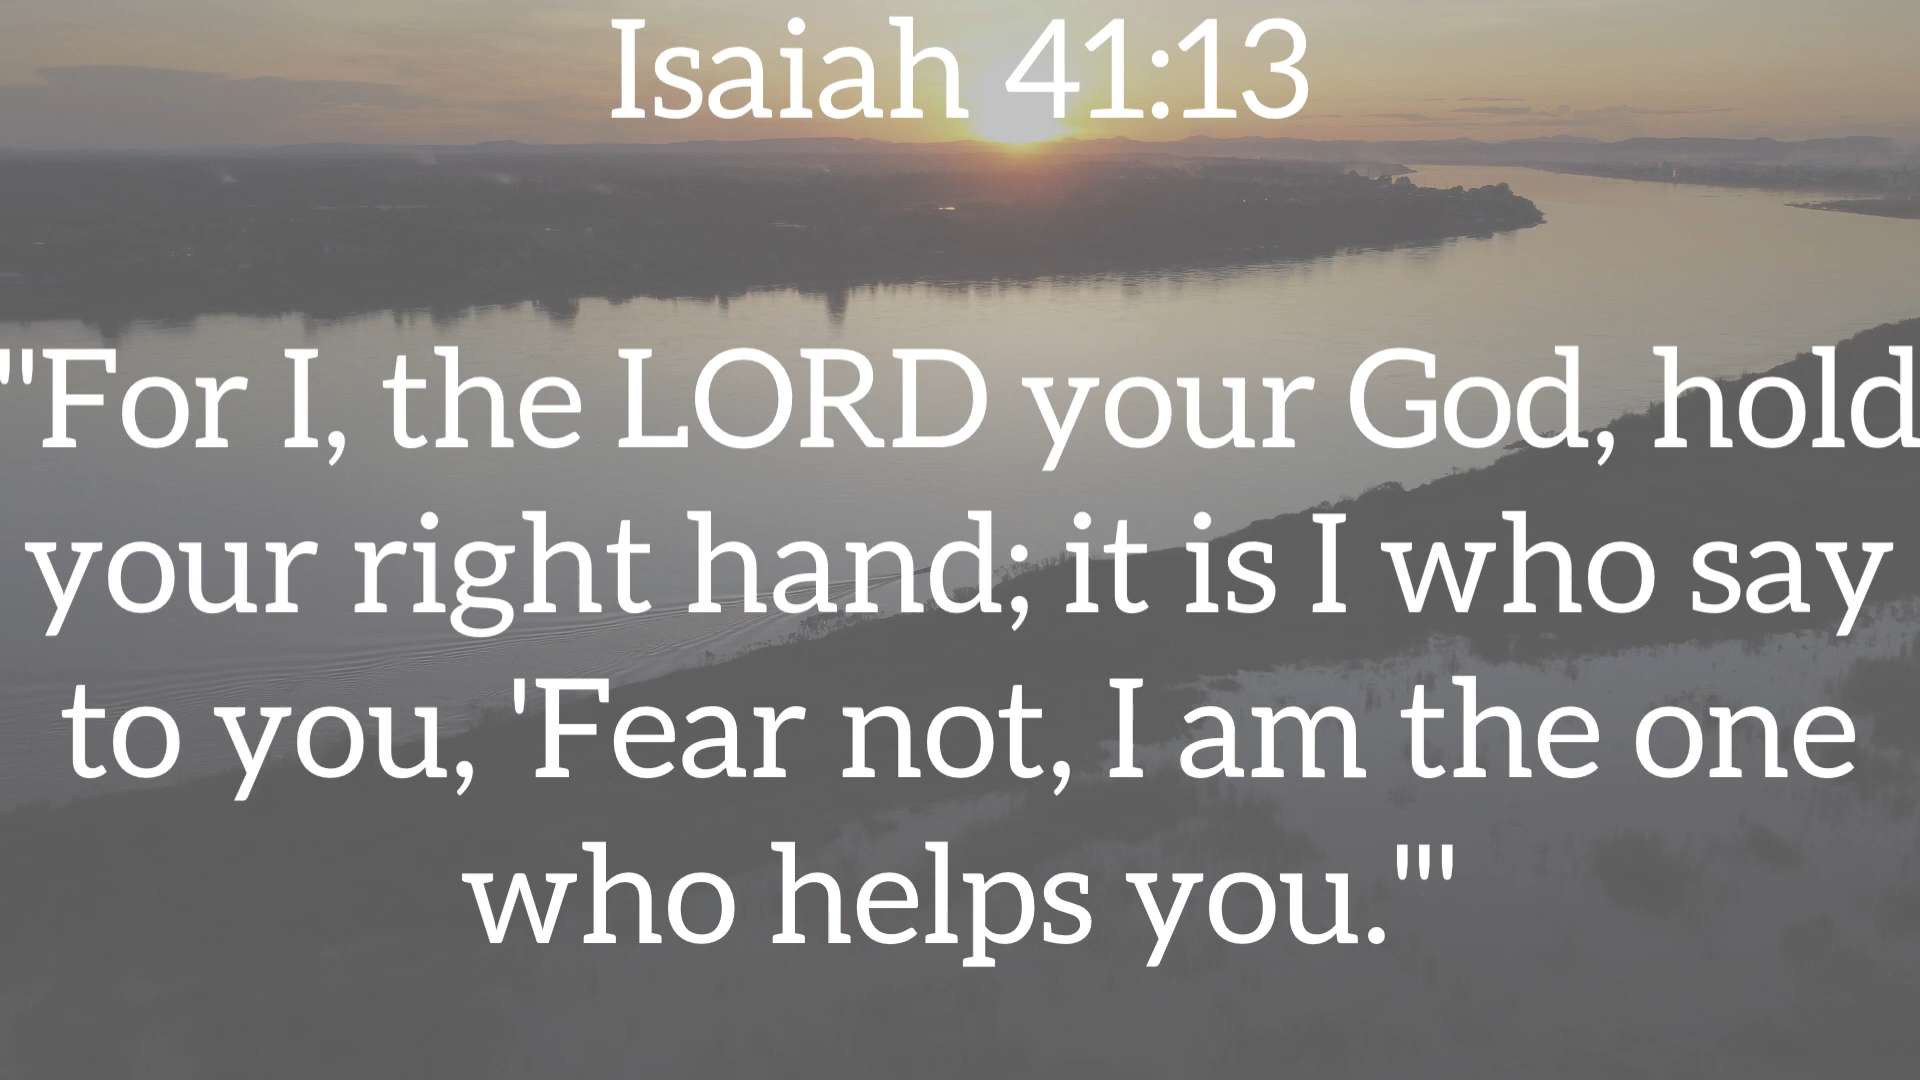 Isaiah 41:13
"For I, the LORD your God, hold
your right hand; it is I who say
to you, 'Fear not, I am the one
who helps you.'"